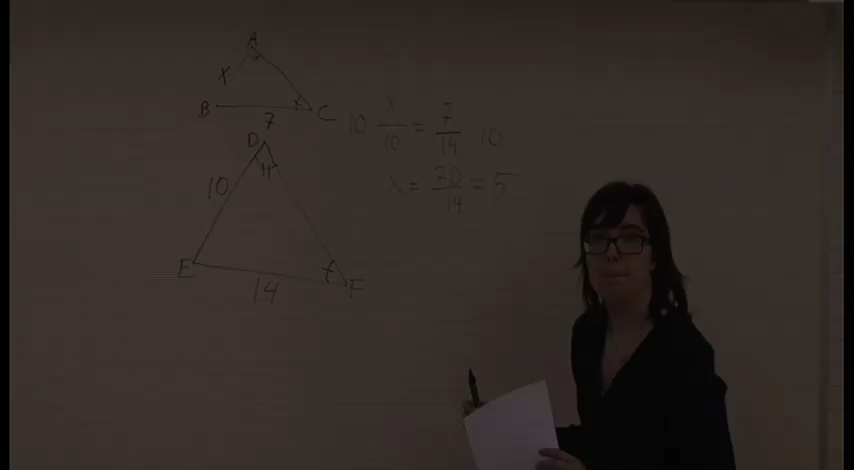 A
x
B C
7
D
10
E F
14
10 x/10 = 7/14 10
x = 70/14 = 5